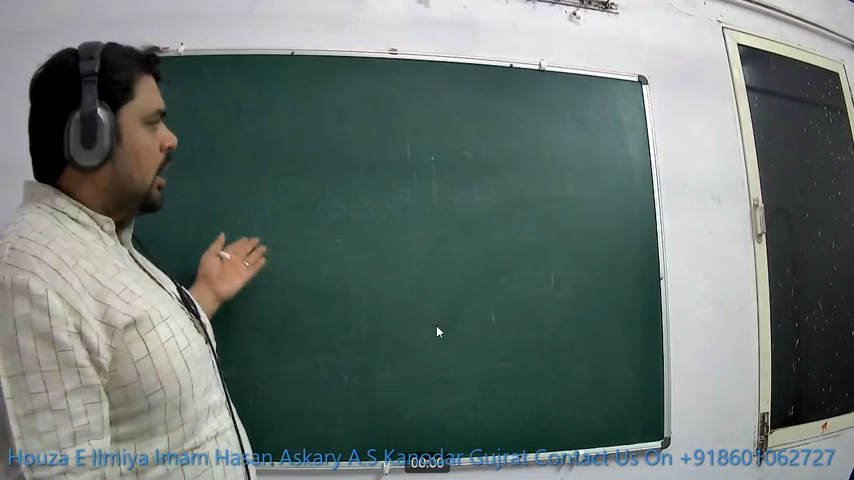 Houza E Ilmiya Imam Hasan Askary A.S Kanodar Gujrat Contact Us On +918601062727
00:00